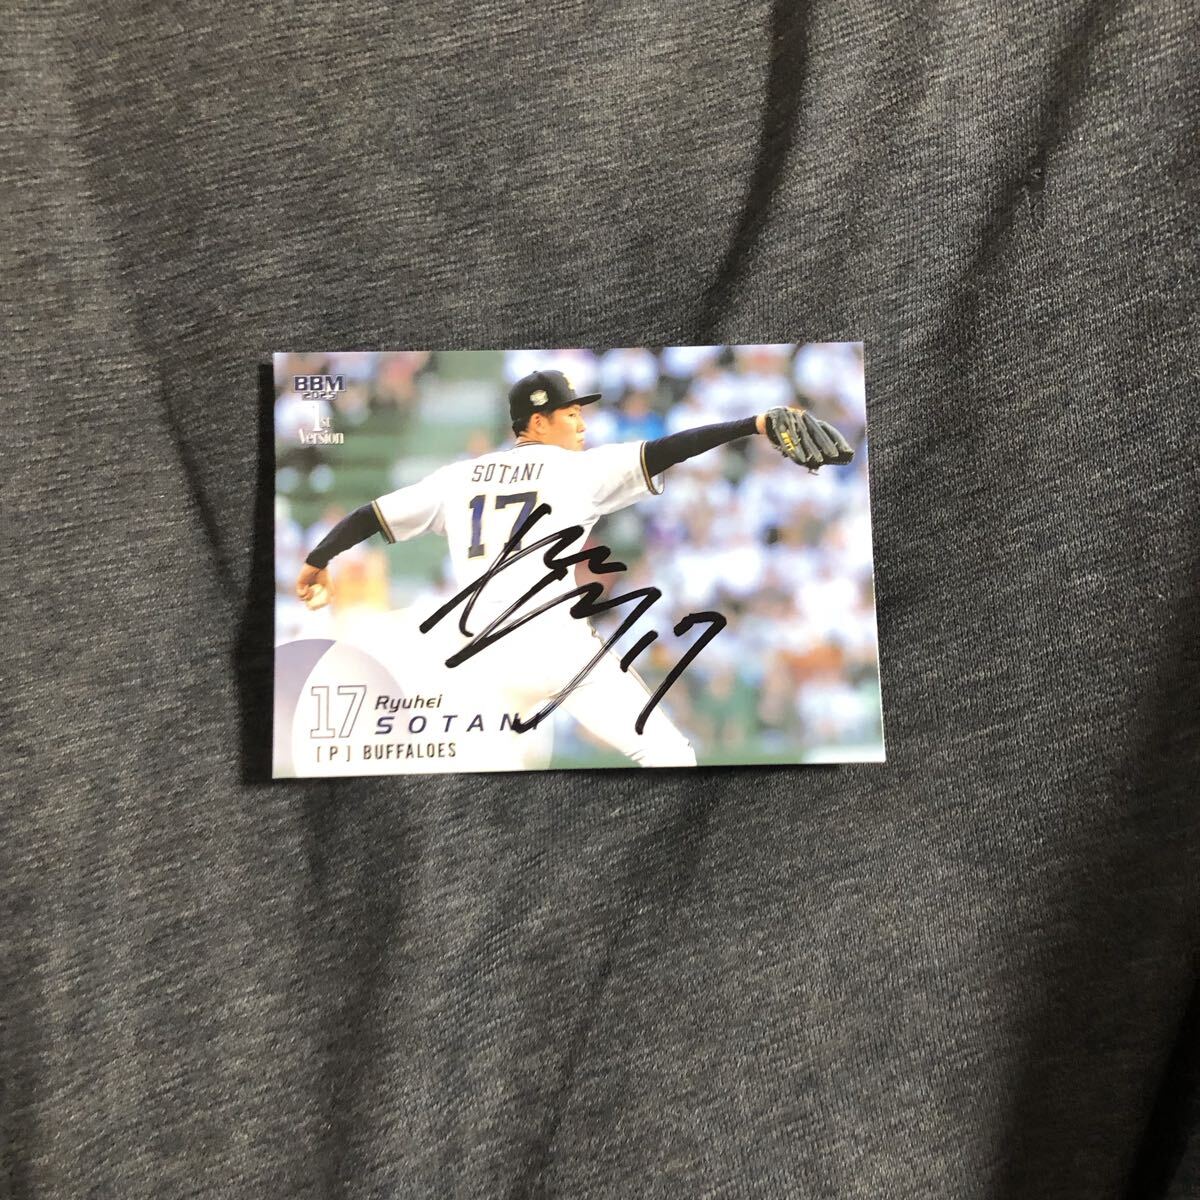 BBM
2025
1st
Version
SOTANI
17
17
17
Ryuhei
SOTANI
[P] BUFFALOES